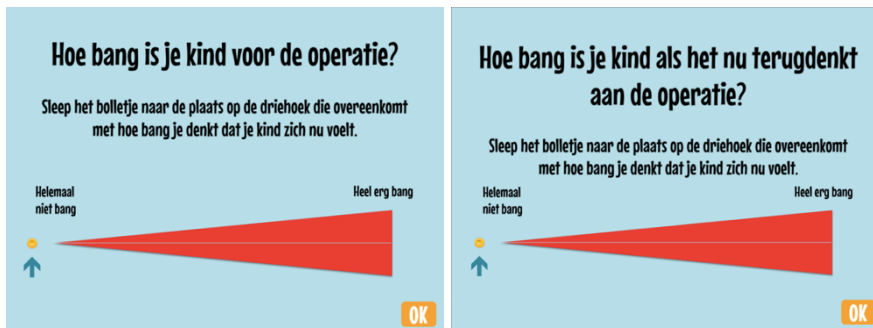 Hoe bang is je kind voor de operatie?
Sleep het bolletje naar de plaats op de driehoek die overeenkomt
met hoe bang je denkt dat je kind zich nu voelt.
Helemaal
niet bang
Heel erg bang
OK
Hoe bang is je kind als het nu terugdenkt
aan de operatie?
Sleep het bolletje naar de plaats op de driehoek die overeenkomt
met hoe bang je denkt dat je kind zich nu voelt.
Helemaal
niet bang
Heel erg bang
OK